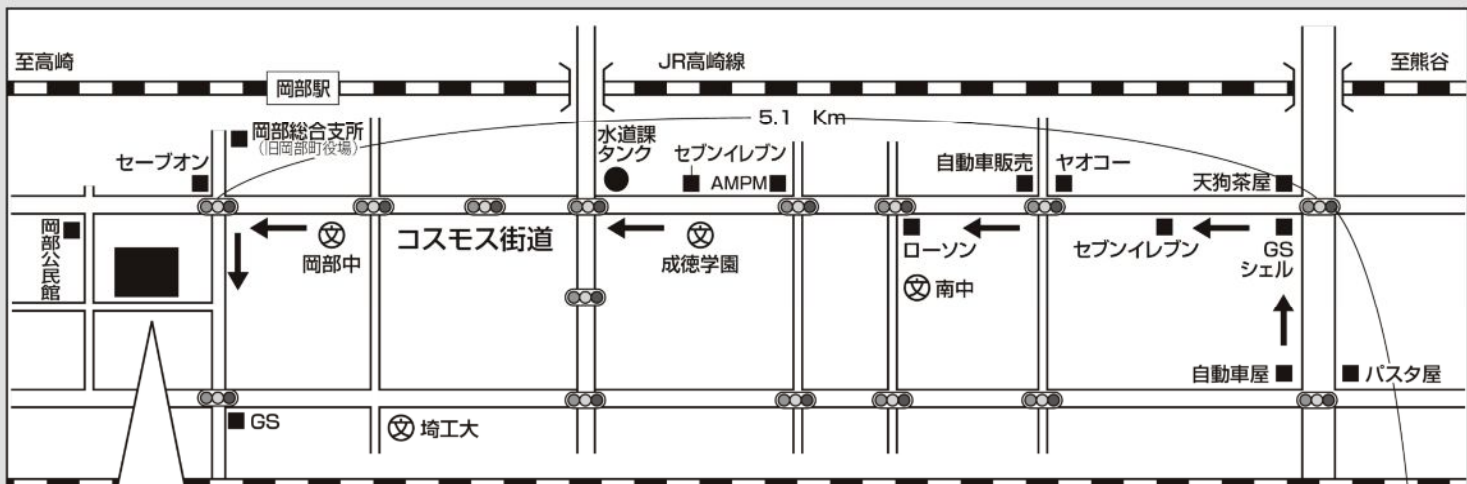 至高崎
JR高崎線
至熊谷
岡部駅
5.1 Km
岡部総合支所
(旧岡部町役場)
水道課
タンク
セーブオン
セブンイレブン
自動車販売
ヤオコー
天狗茶屋
AMPM
岡部公民館
文
岡部中
コスモス街道
文
成徳学園
ローソン
セブンイレブン
GS
シェル
文 南中
自動車屋
パスタ屋
GS
文 埼工大